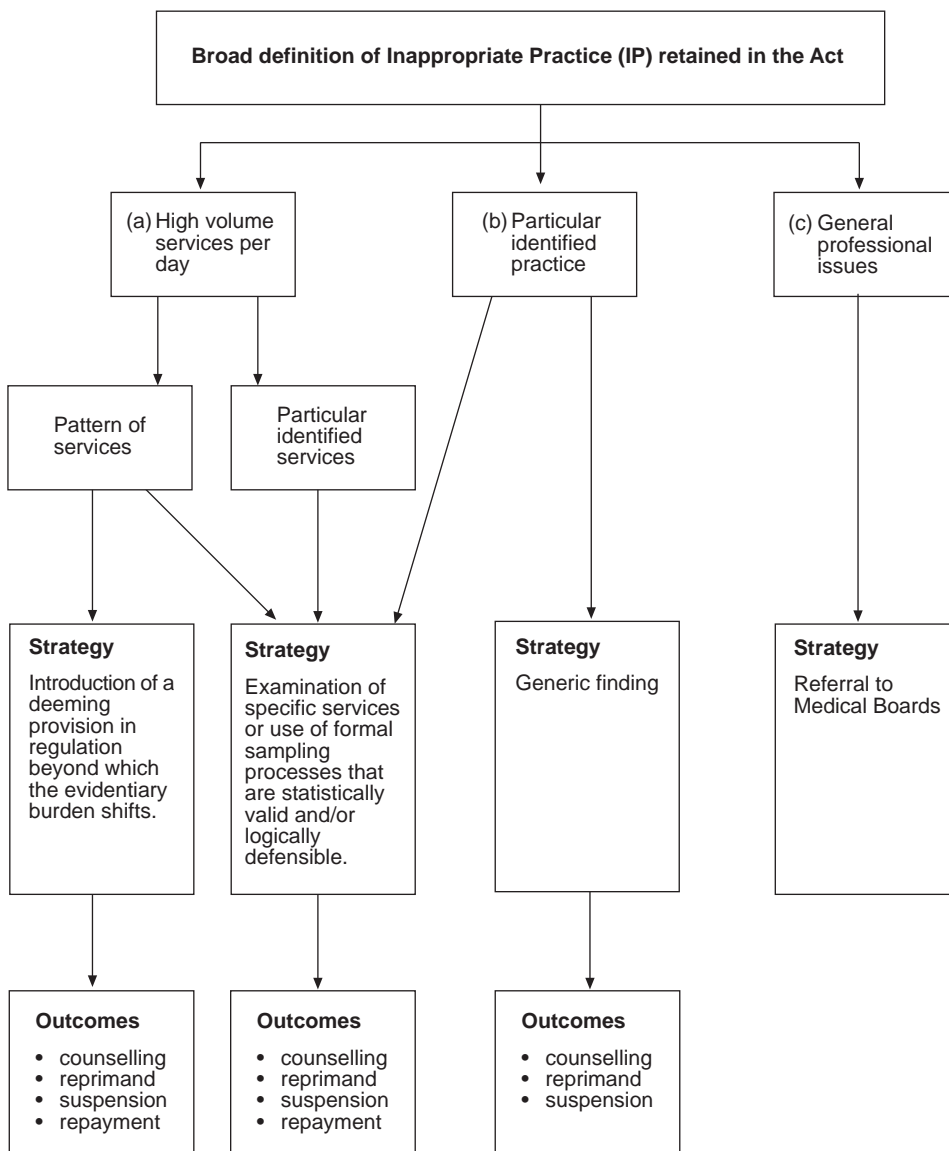 Broad definition of Inappropriate Practice (IP) retained in the Act
(a) High volume
services per
day
(b) Particular
identified
practice
(c) General
professional
issues
Pattern of
services
Particular
identified
services
Strategy
Introduction of a
deeming
provision in
regulation
beyond which
the evidentiary
burden shifts.
Strategy
Examination of
specific services
or use of formal
sampling
processes that
are statistically
valid and/or
logically
defensible.
Strategy
Generic finding
Strategy
Referral to
Medical Boards
Outcomes
• counselling
• reprimand
• suspension
• repayment
Outcomes
• counselling
• reprimand
• suspension
• repayment
Outcomes
• counselling
• reprimand
• suspension